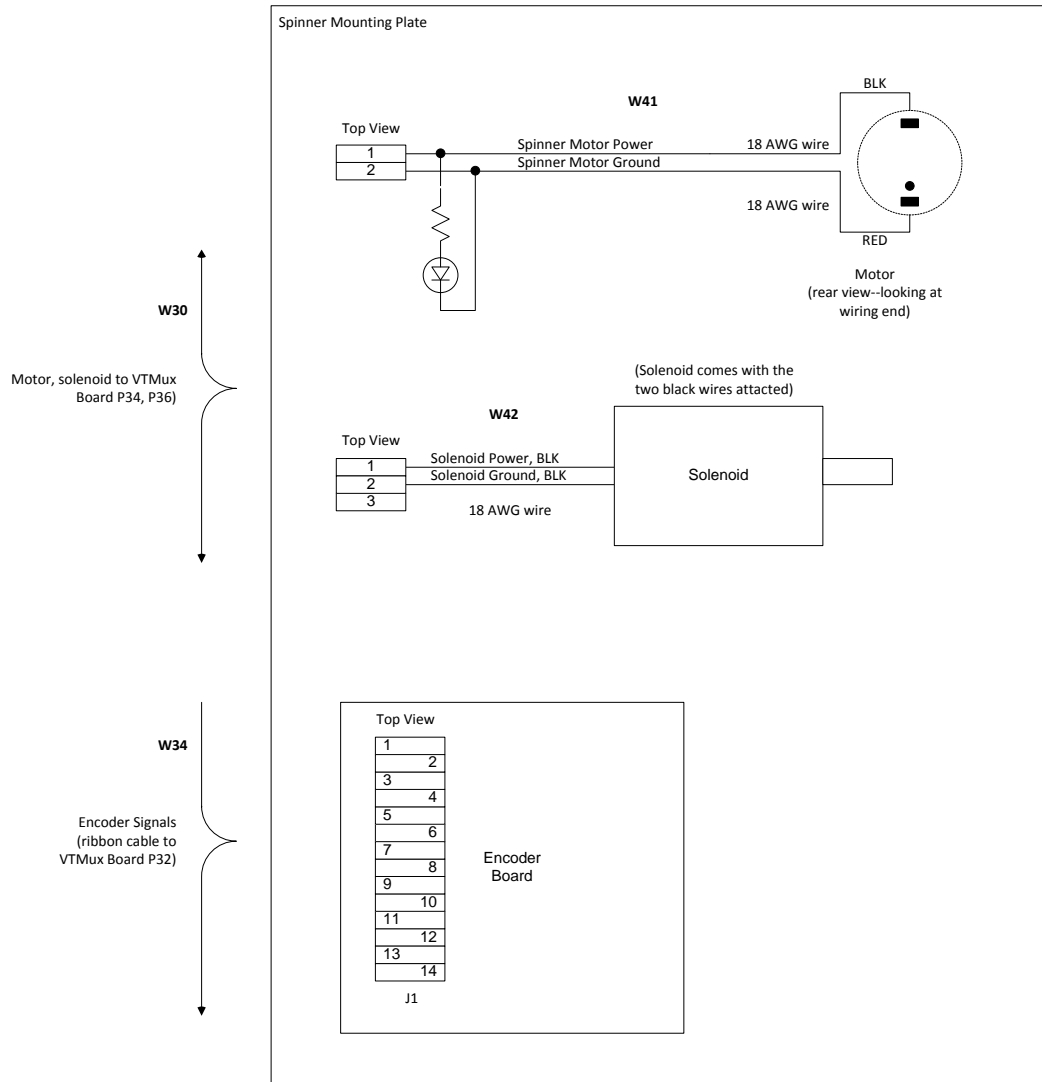 Spinner Mounting Plate
BLK
W41
Top View
1
Spinner Motor Power
18 AWG wire
2
Spinner Motor Ground
18 AWG wire
RED
Motor
(rear view--looking at
wiring end)
W30
Motor, solenoid to VTMux
Board P34, P36)
(Solenoid comes with the
two black wires attacted)
W42
Top View
1
Solenoid Power, BLK
2
Solenoid Ground, BLK
3
18 AWG wire
Solenoid
W34
Encoder Signals
(ribbon cable to
VTMux Board P32)
Top View
1
2
3
4
5
6
7
8
9
10
11
12
13
14
J1
Encoder
Board